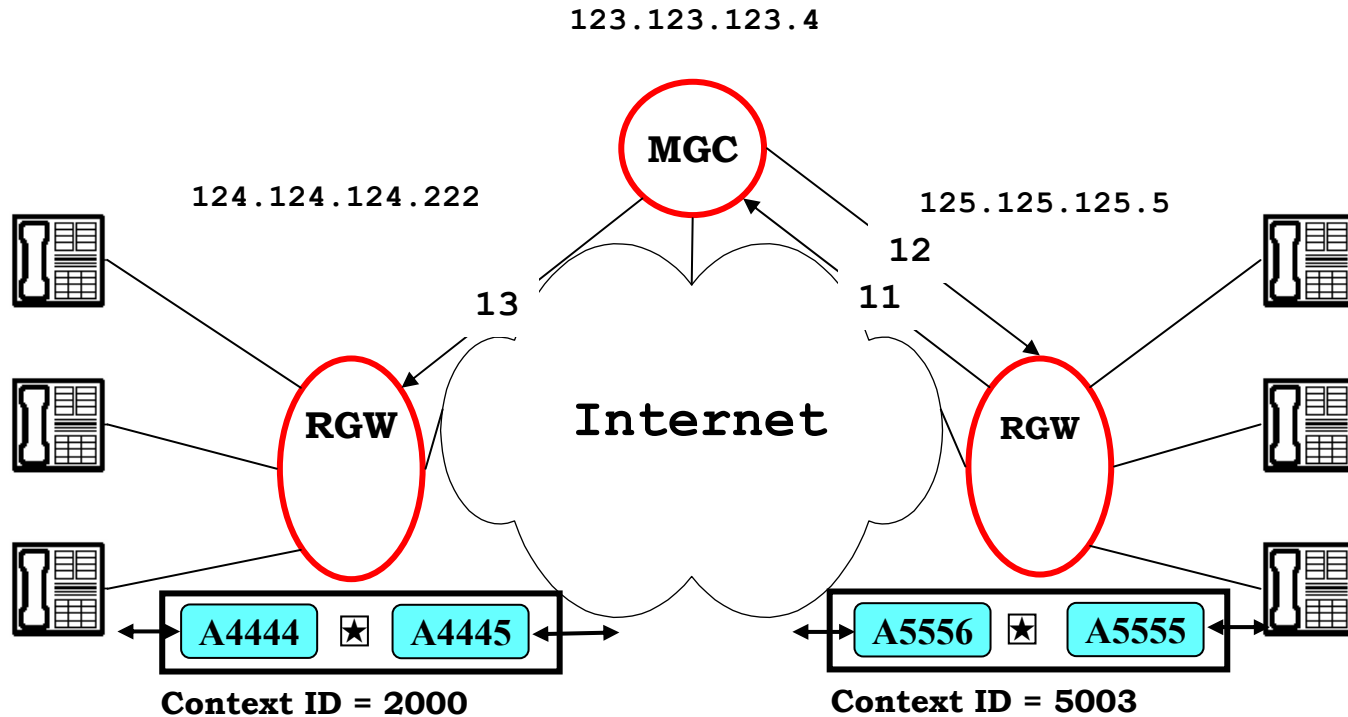 123.123.123.4
MGC
124.124.124.222
125.125.125.5
12
13
11
RGW
Internet
RGW
A4444
A4445
A5556
A5555
Context ID = 2000
Context ID = 5003